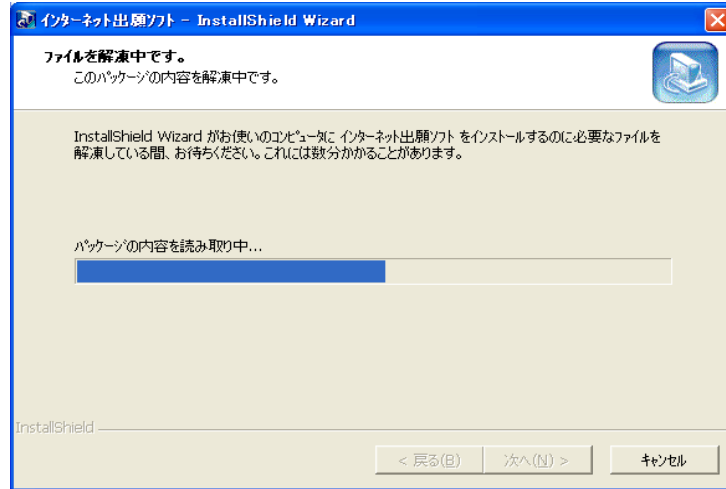 インターネット出願ソフト - InstallShield Wizard
ファイルを解凍中です。
このパッケージの内容を解凍中です。
InstallShield Wizard がお使いのコンピュータに インターネット出願ソフト をインストールするのに必要なファイルを
解凍している間、お待ちください。これには数分かかることがあります。
パッケージの内容を読み取り中...
InstallShield
< 戻る(B)
次へ(N) >
キャンセル